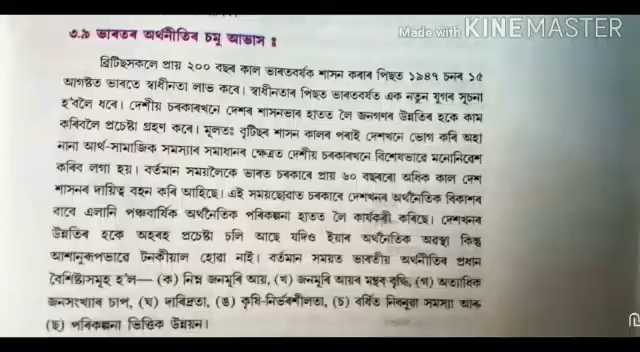 Made with KINEMASTER
৩.৯ ভাৰতৰ অৰ্থনীতিৰ চমু আভাস :
ব্ৰিটিছসকলে প্ৰায় ২০০ বছৰ কাল ভাৰতবৰ্ষক শাসন কৰাৰ পিছত ১৯৪৭ চনৰ ১৫
আগষ্টত ভাৰতে স্বাধীনতা লাভ কৰে। স্বাধীনতাৰ পিছত ভাৰতবৰ্ষত এক নতুন যুগৰ সূচনা
হ'বলৈ ধৰে। দেশীয় চৰকাৰখনে দেশৰ শাসনভাৰ হাতত লৈ জনগণৰ উন্নতিৰ হকে কাম
কৰিবলৈ প্ৰচেষ্টা গ্ৰহণ কৰে। মূলতঃ বৃটিছৰ শাসন কালৰ পৰাই দেশখনে ভোগ কৰি অহা
নানা আৰ্থ-সামাজিক সমস্যাৰ সমাধানৰ ক্ষেত্ৰত দেশীয় চৰকাৰখনে বিশেষভাৱে মনোনিৱেশ
কৰিব লগা হয়। বৰ্তমান সময়লৈকে ভাৰত চৰকাৰে প্ৰায় ৬০ বছৰৰো অধিক কাল দেশ
শাসনৰ দায়িত্ব বহন কৰি আহিছে। এই সময়ছোৱাত চৰকাৰে দেশখনৰ অৰ্থনৈতিক বিকাশৰ
বাবে এলানি পঞ্চবাৰ্ষিক অৰ্থনৈতিক পৰিকল্পনা হাতত লৈ কাৰ্যকৰী কৰিছে। দেশখনৰ
উন্নতিৰ হকে অহৰহ প্ৰচেষ্টা চলি আছে যদিও ইয়াৰ অৰ্থনৈতিক অৱস্থা কিন্তু
আশানুৰূপভাৱে টনকীয়াল হোৱা নাই। বৰ্তমান সময়ত ভাৰতীয় অৰ্থনীতিৰ প্ৰধান
বৈশিষ্ট্যসমূহ হ'ল— (ক) নিম্ন জনমূৰি আয়, (খ) জনমূৰি আয়ৰ মন্থৰ বৃদ্ধি, (গ) অত্যাধিক
জনসংখ্যাৰ চাপ, (ঘ) দাৰিদ্ৰতা, (ঙ) কৃষি-নিৰ্ভৰশীলতা, (চ) বৰ্ধিত নিবনুৱা সমস্যা আৰু
(ছ) পৰিকল্পনা ভিত্তিক উন্নয়ন।